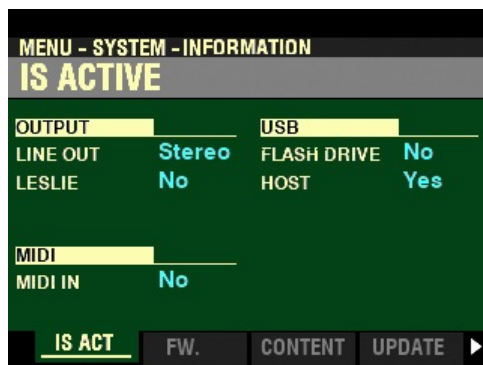 MENU - SYSTEM - INFORMATION
IS ACTIVE
OUTPUT
LINE OUT Stereo
LESLIE No
USB
FLASH DRIVE No
HOST Yes
MIDI
MIDI IN No
IS ACT FW. CONTENT UPDATE